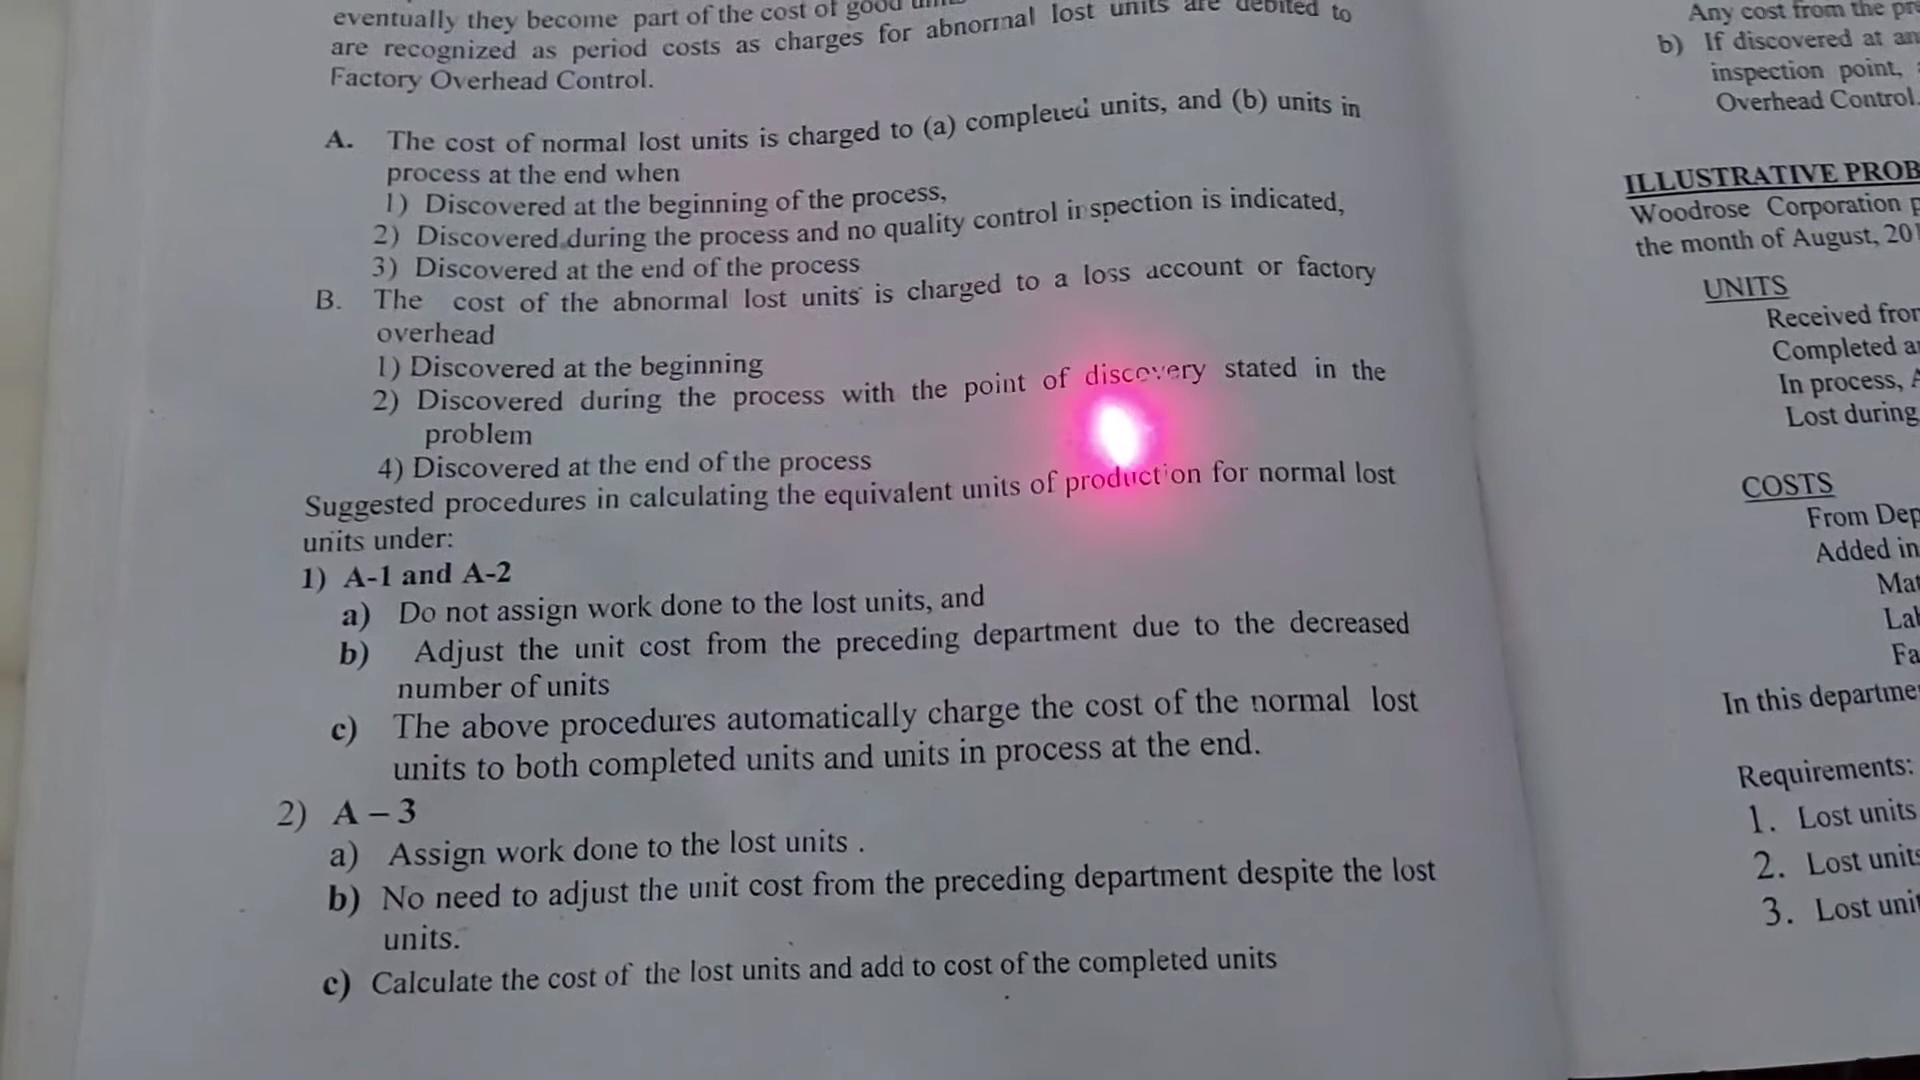 eventually they become part of the cost of good
are recognized as period costs as charges for abnormal lost units are debited to
Factory Overhead Control.
A. The cost of normal lost units is charged to (a) completed units, and (b) units in
process at the end when
1) Discovered at the beginning of the process,
2) Discovered during the process and no quality control inspection is indicated,
3) Discovered at the end of the process
B. The cost of the abnormal lost units is charged to a loss account or factory
overhead
1) Discovered at the beginning
2) Discovered during the process with the point of discovery stated in the
problem
4) Discovered at the end of the process
Suggested procedures in calculating the equivalent units of production for normal lost
units under:
1) A-1 and A-2
a) Do not assign work done to the lost units, and
b) Adjust the unit cost from the preceding department due to the decreased
number of units
c) The above procedures automatically charge the cost of the normal lost
units to both completed units and units in process at the end.
2) A – 3
a) Assign work done to the lost units .
b) No need to adjust the unit cost from the preceding department despite the lost
units.
c) Calculate the cost of the lost units and add to cost of the completed units
Any cost from the
b) If discovered at
inspection point,
Overhead Control.
ILLUSTRATIVE
Woodrose Corporation
the month of August,
UNITS
Received
Completed
In process,
Lost during
COSTS
From
Added in
In this
Requirements:
1. Lost units
2. Lost units
3. Lost